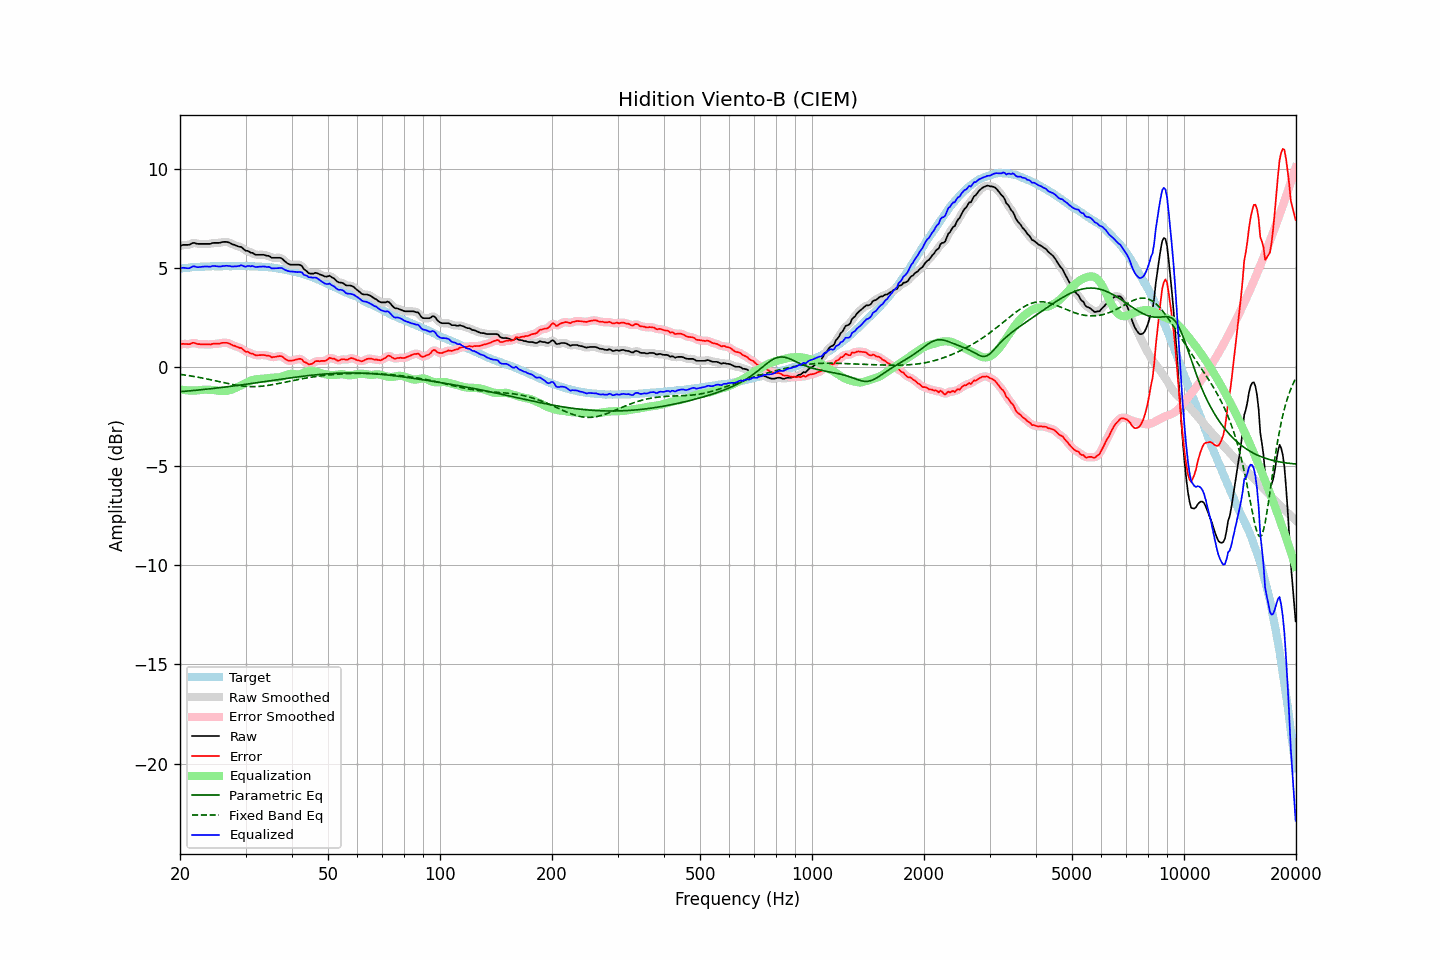 Hidition Viento-B (CIEM)
10
5
0
−5
−10
−15
−20
Amplitude (dBr)
Target
Raw Smoothed
Error Smoothed
Raw
Error
Equalization
Parametric Eq
Fixed Band Eq
Equalized
20 50 100 200 500 1000 2000 5000 10000 20000
Frequency (Hz)